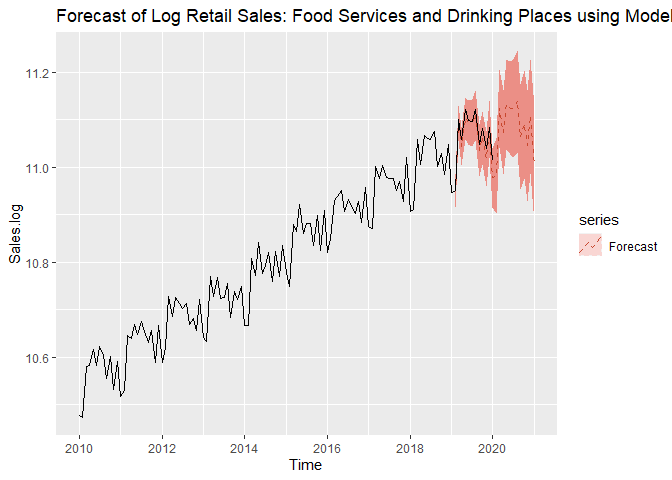 Forecast of Log Retail Sales: Food Services and Drinking Places using Model
11.2
11.0
10.8
10.6
Sales.log
2010 2012 2014 2016 2018 2020
Time
series
Forecast